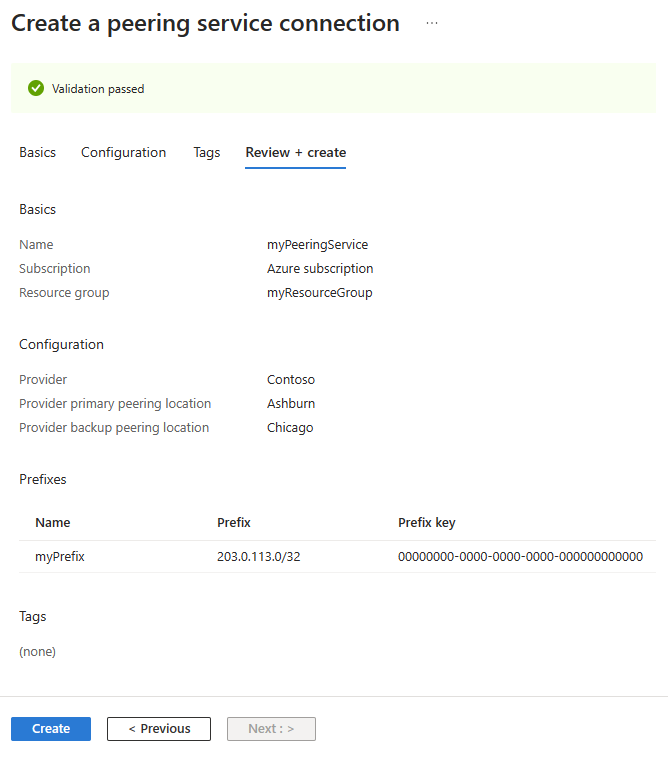 Create a peering service connection ...
Validation passed
Basics Configuration Tags Review + create
Basics
Name myPeeringService
Subscription Azure subscription
Resource group myResourceGroup
Configuration
Provider Contoso
Provider primary peering location Ashburn
Provider backup peering location Chicago
Prefixes
Name Prefix Prefix key
myPrefix 203.0.113.0/32 00000000-0000-0000-0000-000000000000
Tags
(none)
Create < Previous Next : >